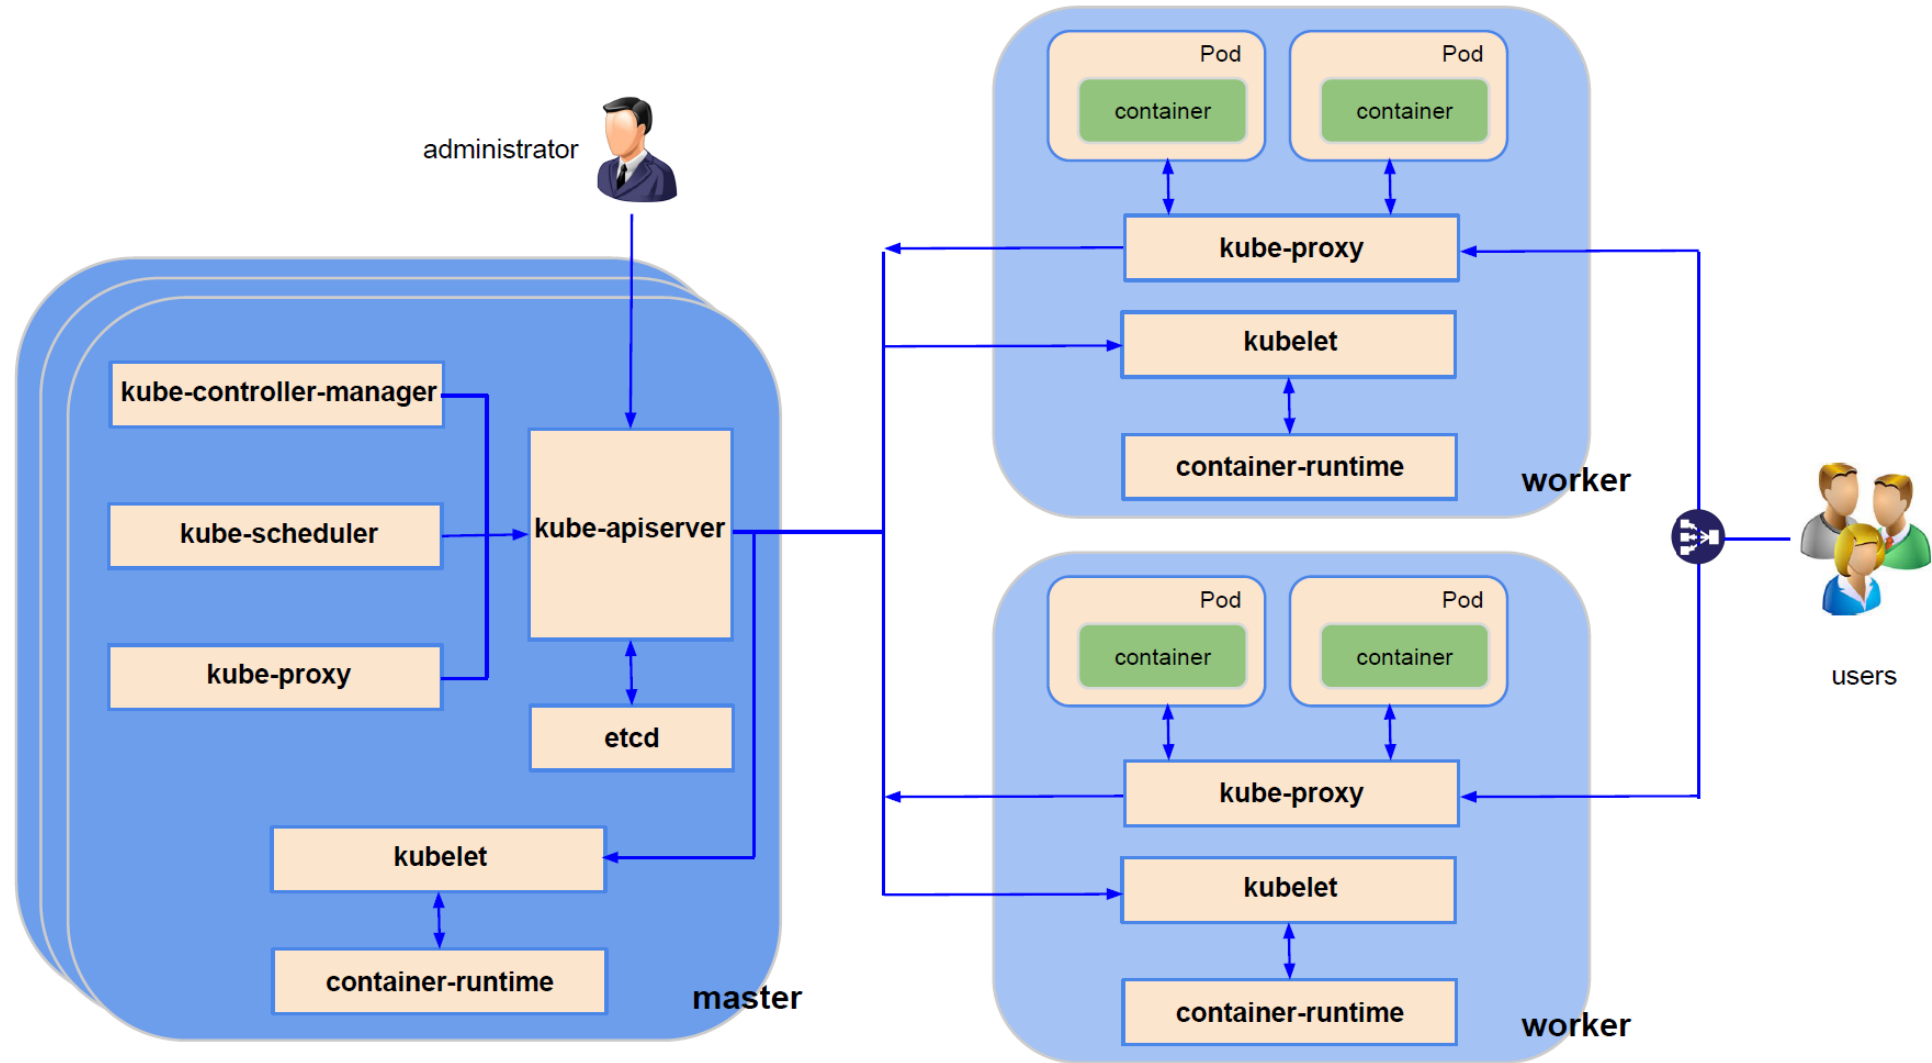 administrator
kube-controller-manager
kube-scheduler
kube-proxy
kube-apiserver
etcd
kubelet
container-runtime
master
Pod
container
Pod
container
kube-proxy
kubelet
container-runtime
worker
Pod
container
Pod
container
kube-proxy
kubelet
container-runtime
worker
users